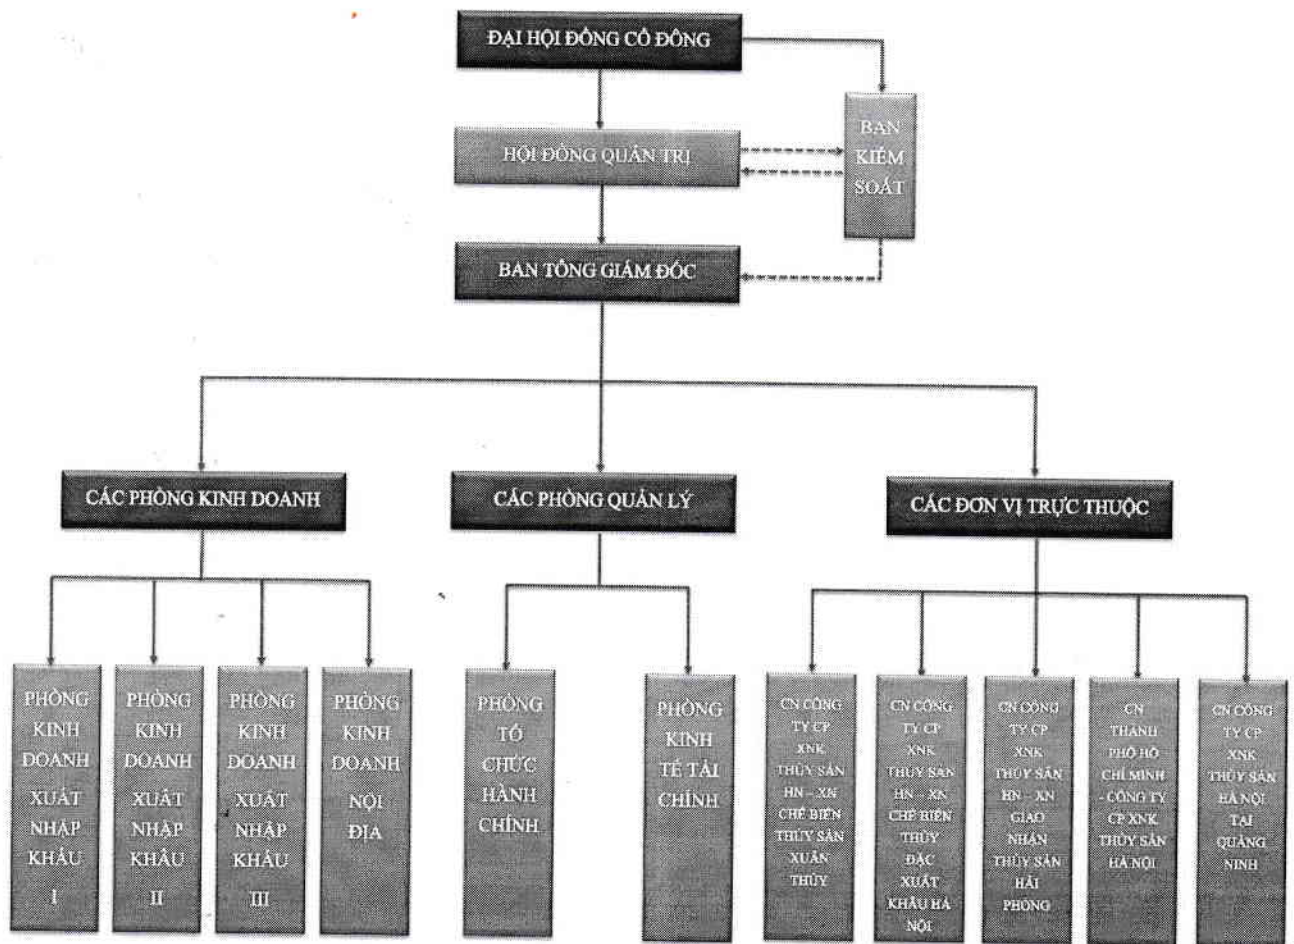 ĐẠI HỘI ĐỒNG CỔ ĐÔNG
BAN
KIỂM
SOÁT
HỘI ĐỒNG QUẢN TRỊ
BAN TỔNG GIÁM ĐỐC
CÁC PHÒNG KINH DOANH
CÁC PHÒNG QUẢN LÝ
CÁC ĐƠN VỊ TRỰC THUỘC
PHÒNG
KINH
DOANH
XUẤT
NHẬP
KHẨU
I
PHÒNG
KINH
DOANH
XUẤT
NHẬP
KHẨU
II
PHÒNG
KINH
DOANH
XUẤT
NHẬP
KHẨU
III
PHÒNG
KINH
DOANH
NỘI
ĐỊA
PHÒNG
TỔ
CHỨC
HÀNH
CHÍNH
PHÒNG
KINH
TẾ TÀI
CHÍNH
CN CÔNG
TY CP
XNK
THỦY SẢN
HN – XN
CHẾ BIẾN
THỦY SẢN
XUÂN
THỦY
CN CÔNG
TY CP
XNK
THỦY SẢN
HN – XN
CHẾ BIẾN
THỦY
ĐẶC
XUẤT
KHẨU HÀ
NỘI
CN CÔNG
TY CP
XNK
THỦY SẢN
HN – XN
GIAO
NHẬN
THỦY SẢN
HẢI
PHÒNG
CN
THÀNH
PHỐ HỒ
CHÍ MINH
- CÔNG TY
CP XNK
THỦY SẢN
HÀ NỘI
CN CÔNG
TY CP
XNK
THỦY SẢN
HÀ NỘI
TẠI
QUẢNG
NINH